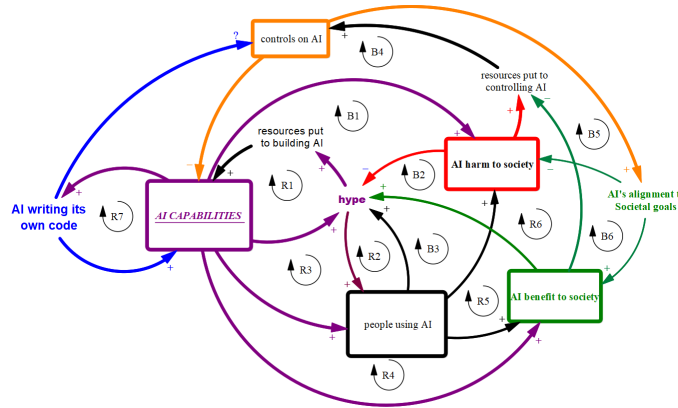 controls on AI
?
+
B4
resources put to
controlling AI
+
−
B1
resources put
to building AI
+
+
B5
+
AI harm to society
−
−
−
B2
+
−
+
R1
+
AI writing its
own code
+
R7
AI CAPABILITIES
+
hype
+
+
+
R6
AI's alignment t
Societal goals
B6
R3
R2
B3
+
+
AI benefit to society
+
R5
people using AI
+
+
+
R4